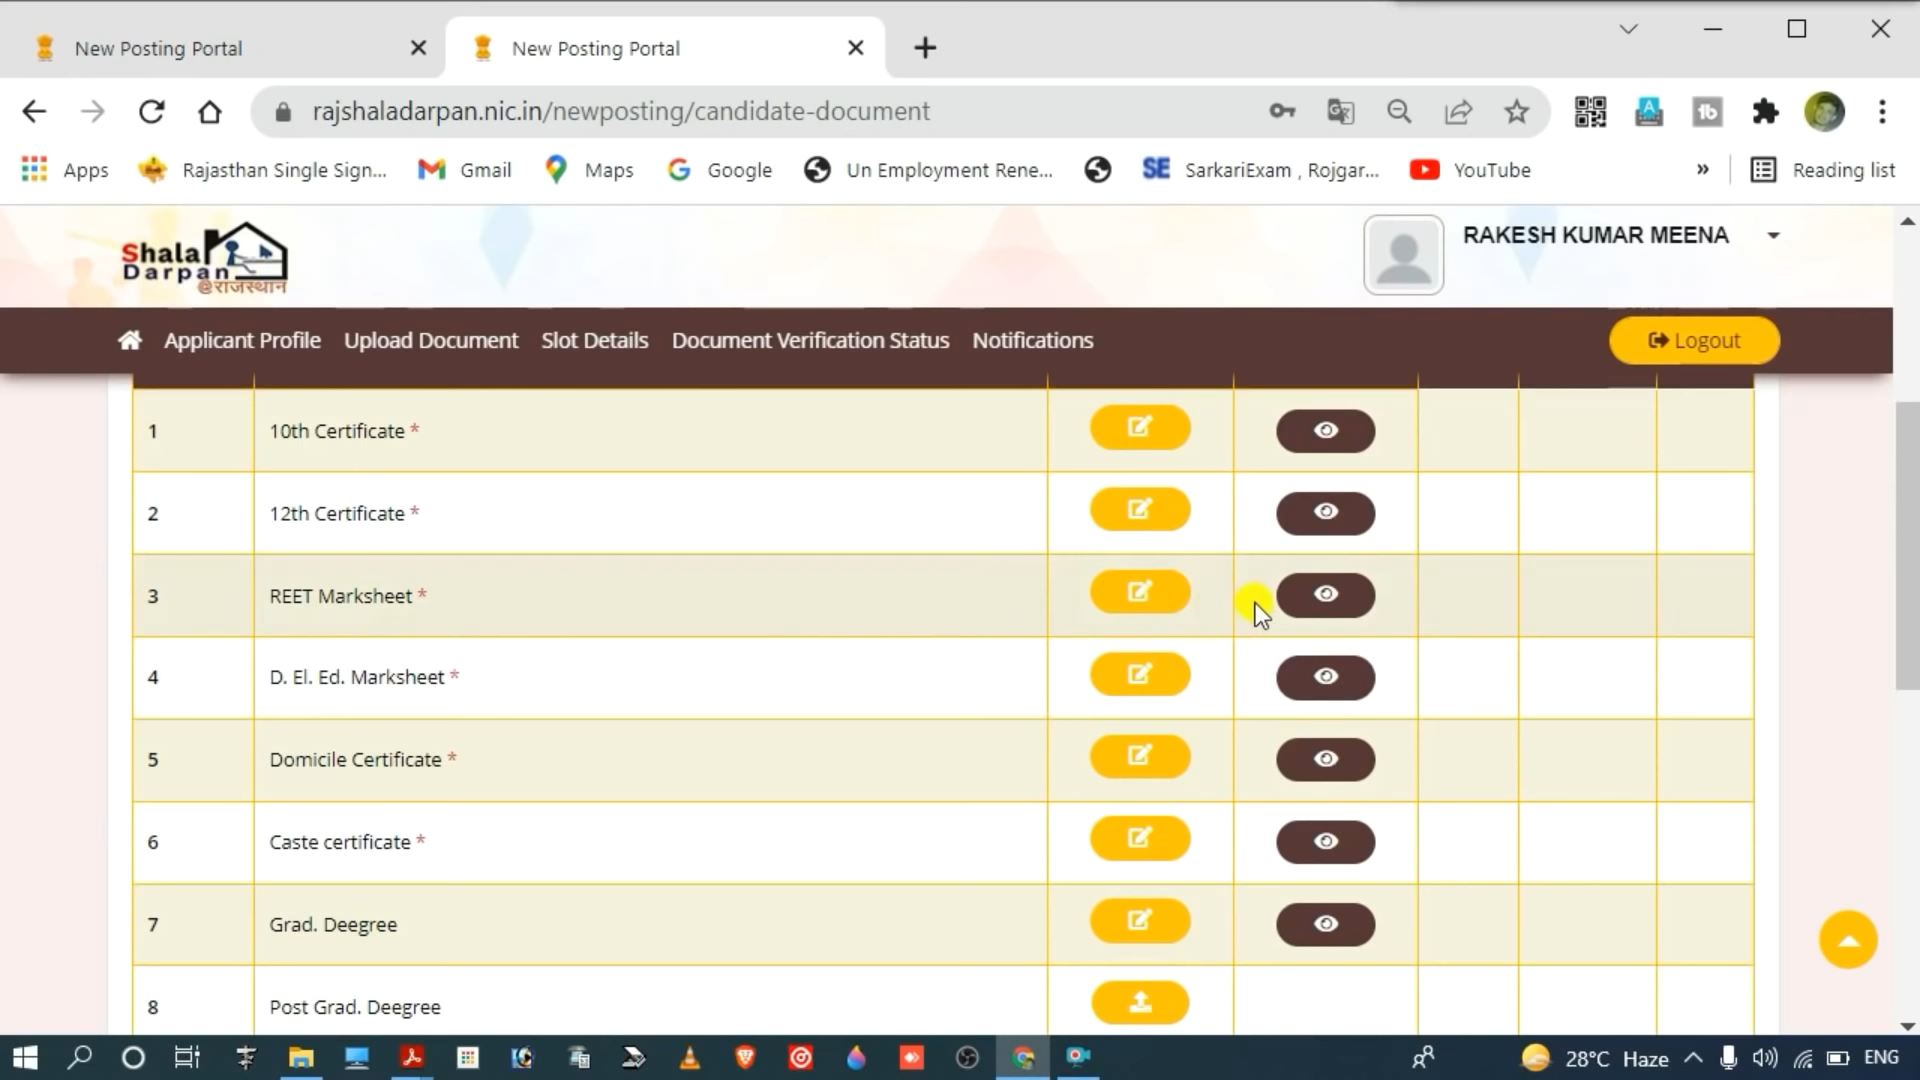 New Posting Portal
New Posting Portal
rajshaladarpan.nic.in/newposting/candidate-document
Apps
Rajasthan Single Sign...
Gmail
Maps
Google
Un Employment Rene...
SE
SarkariExam , Rojgar...
YouTube
»
Reading list
Shala
Darpan
@राजस्थान
RAKESH KUMAR MEENA
Applicant Profile
Upload Document
Slot Details
Document Verification Status
Notifications
Logout
1 10th Certificate *
2 12th Certificate *
3 REET Marksheet *
4 D. El. Ed. Marksheet *
5 Domicile Certificate *
6 Caste certificate *
7 Grad. Deegree
8 Post Grad. Deegree
28°C Haze
ENG